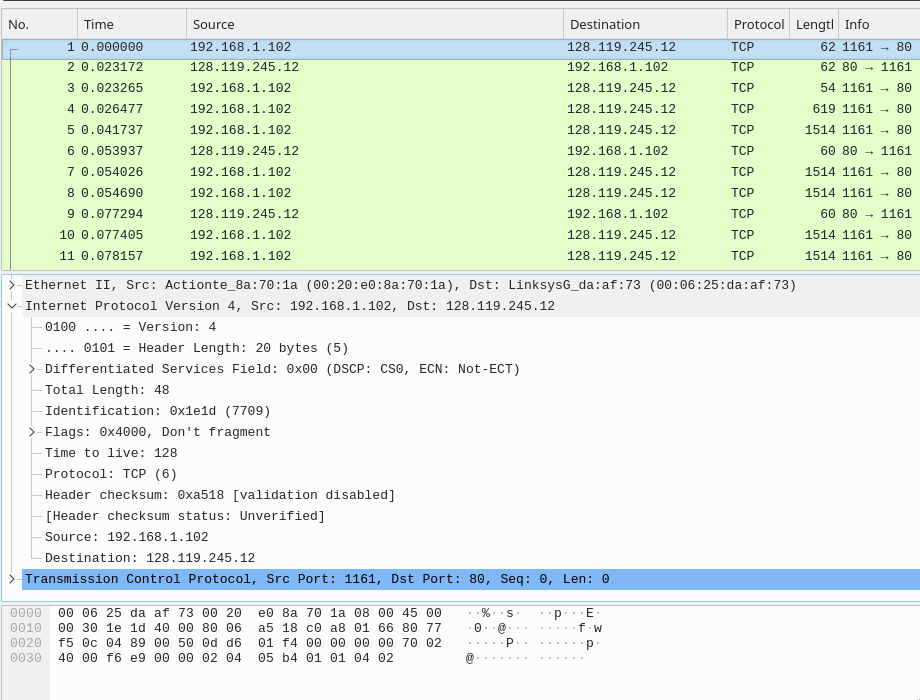 No. Time Source Destination Protocol Lengtl Info
1 0.000000 192.168.1.102 128.119.245.12 TCP 62 1161 → 80
2 0.023172 128.119.245.12 192.168.1.102 TCP 62 80 → 1161
3 0.023265 192.168.1.102 128.119.245.12 TCP 54 1161 → 80
4 0.026477 192.168.1.102 128.119.245.12 TCP 619 1161 → 80
5 0.041737 192.168.1.102 128.119.245.12 TCP 1514 1161 → 80
6 0.053937 128.119.245.12 192.168.1.102 TCP 60 80 → 1161
7 0.054026 192.168.1.102 128.119.245.12 TCP 1514 1161 → 80
8 0.054690 192.168.1.102 128.119.245.12 TCP 1514 1161 → 80
9 0.077294 128.119.245.12 192.168.1.102 TCP 60 80 → 1161
10 0.077405 192.168.1.102 128.119.245.12 TCP 1514 1161 → 80
11 0.078157 192.168.1.102 128.119.245.12 TCP 1514 1161 → 80
Ethernet II, Src: Actionte_8a:70:1a (00:20:e0:8a:70:1a), Dst: LinksysG_da:af:73 (00:06:25:da:af:73)
Internet Protocol Version 4, Src: 192.168.1.102, Dst: 128.119.245.12
0100 .... = Version: 4
.... 0101 = Header Length: 20 bytes (5)
Differentiated Services Field: 0x00 (DSCP: CS0, ECN: Not-ECT)
Total Length: 48
Identification: 0x1e1d (7709)
Flags: 0x4000, Don't fragment
Time to live: 128
Protocol: TCP (6)
Header checksum: 0xa518 [validation disabled]
[Header checksum status: Unverified]
Source: 192.168.1.102
Destination: 128.119.245.12
Transmission Control Protocol, Src Port: 1161, Dst Port: 80, Seq: 0, Len: 0
0000 00 06 25 da af 73 00 20 e0 8a 70 1a 08 00 45 00 ··%··s· ··p···E·
0010 00 30 1e 1d 40 00 80 06 a5 18 c0 a8 01 66 80 77 ·0··@··· ·····f·w
0020 f5 0c 04 89 00 50 0d d6 01 f4 00 00 00 00 70 02 ·····P·· ······p·
0030 40 00 f6 e9 00 00 02 04 05 b4 01 01 04 02 @······· ······